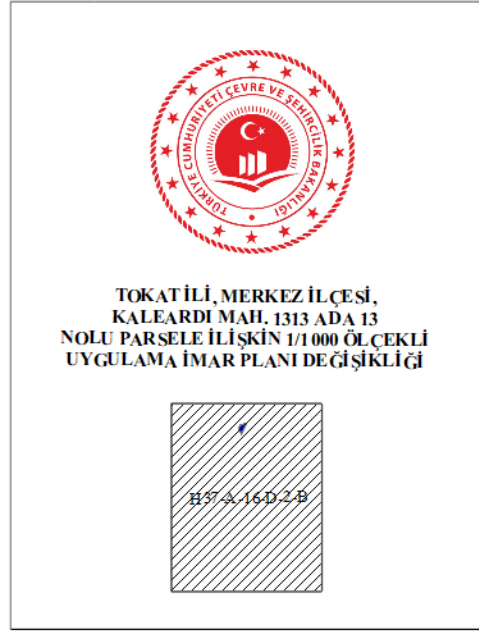 TÜRKİYE CUMHURİYETİ ÇEVRE VE ŞEHİRCİLİK BAKANLIĞI
TOKAT İLİ, MERKEZ İLÇESİ,
KALEARDI MAH. 1313 ADA 13
NOLU PARSELE İLİŞKİN 1/1000 ÖLÇEKLİ
UYGULAMA İMAR PLANI DEĞİŞİKLİĞİ
H37-A-16-D-2-B